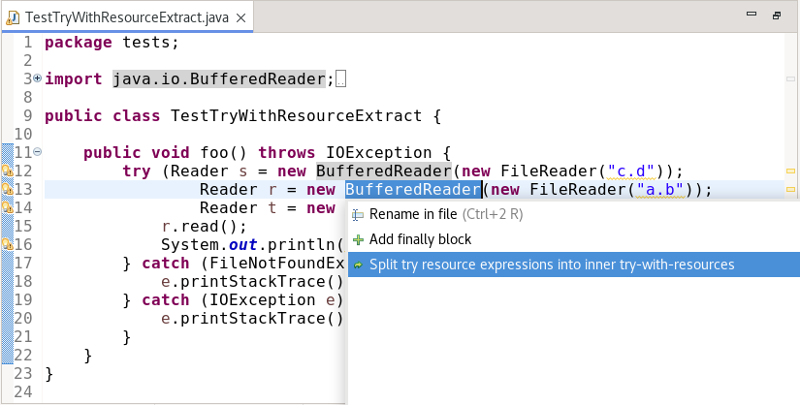 TestTryWithResourceExtract.java
1 package tests;
2
3 import java.io.BufferedReader;
8
9 public class TestTryWithResourceExtract {
10
11 public void foo() throws IOException {
12 try (Reader s = new BufferedReader(new FileReader("c.d"));
13 Reader r = new BufferedReader(new FileReader("a.b"));
14 Reader t = new
15 r.read();
16 System.out.println(
17 } catch (FileNotFoundEx
18 e.printStackTrace()
19 } catch (IOException e)
20 e.printStackTrace()
21 }
22 }
23 }
24
Rename in file (Ctrl+2 R)
Add finally block
Split try resource expressions into inner try-with-resources